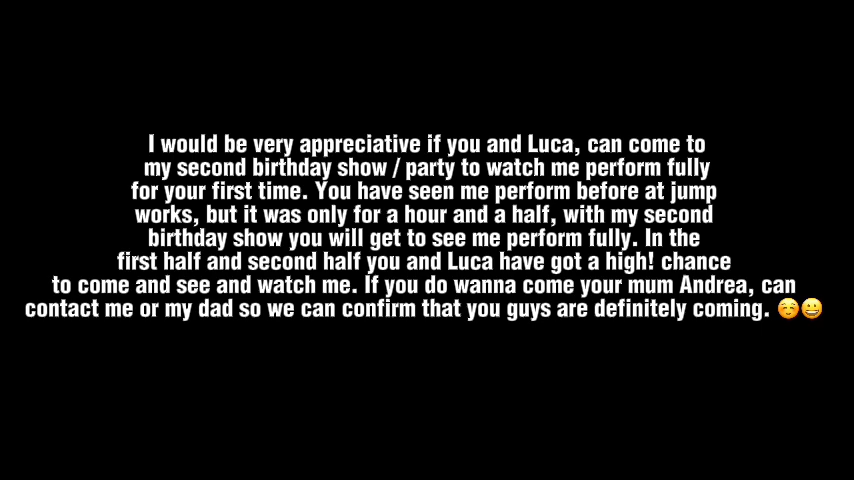 I would be very appreciative if you and Luca, can come to
my second birthday show / party to watch me perform fully
for your first time. You have seen me perform before at jump
works, but it was only for a hour and a half, with my second
birthday show you will get to see me perform fully. In the
first half and second half you and Luca have got a high! chance
to come and see and watch me. If you do wanna come your mum Andrea, can
contact me or my dad so we can confirm that you guys are definitely coming. ☺️😀